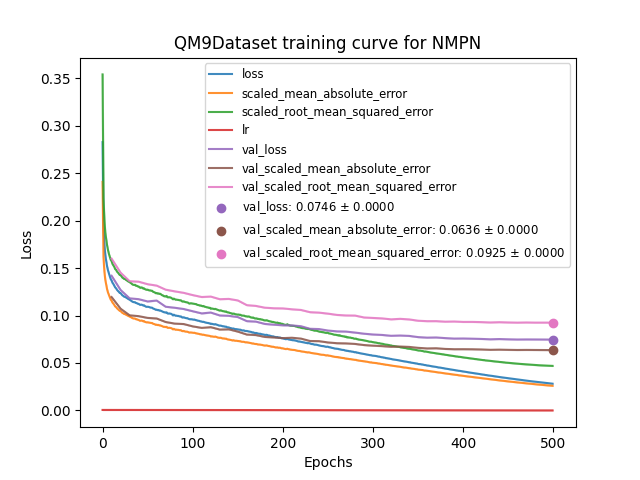 QM9Dataset training curve for NMPN
loss
scaled_mean_absolute_error
scaled_root_mean_squared_error
lr
val_loss
val_scaled_mean_absolute_error
val_scaled_root_mean_squared_error
val_loss: 0.0746 ± 0.0000
val_scaled_mean_absolute_error: 0.0636 ± 0.0000
val_scaled_root_mean_squared_error: 0.0925 ± 0.0000
Loss
0.35
0.30
0.25
0.20
0.15
0.10
0.05
0.00
0 100 200 300 400 500
Epochs